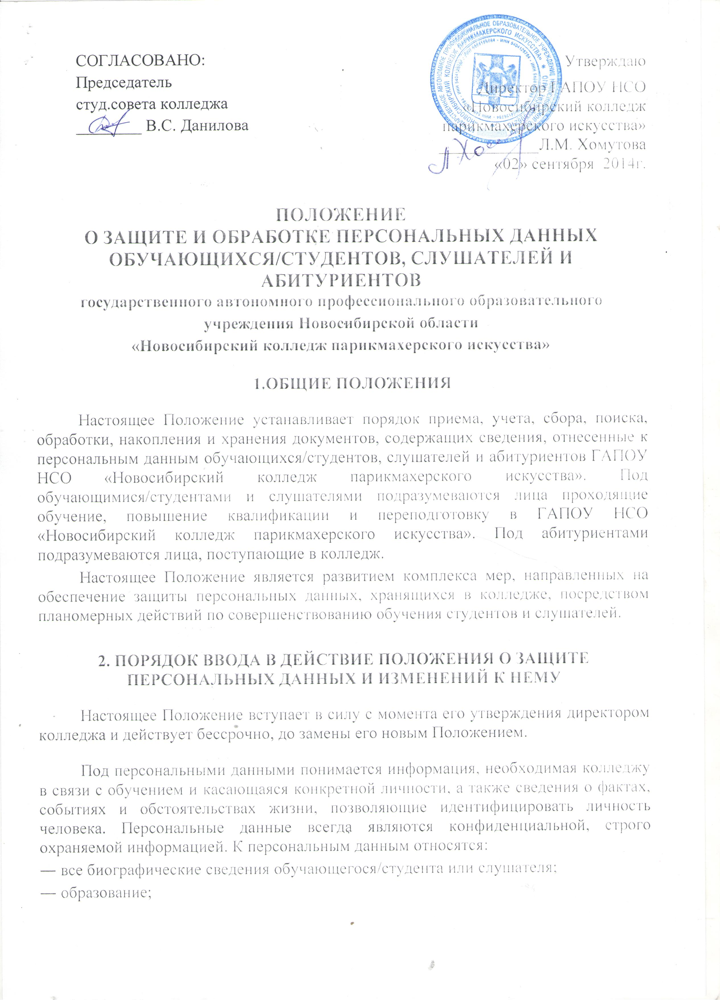 СОГЛАСОВАНО:
Председатель
студ.совета колледжа
________ В.С. Данилова
Утверждаю
Директор ГАПОУ НСО
«Новосибирский колледж
парикмахерского искусства»
____________Л.М. Хомутова
«02» сентября 2014г.
ПОЛОЖЕНИЕ
О ЗАЩИТЕ И ОБРАБОТКЕ ПЕРСОНАЛЬНЫХ ДАННЫХ
ОБУЧАЮЩИХСЯ/СТУДЕНТОВ, СЛУШАТЕЛЕЙ И
АБИТУРИЕНТОВ
государственного автономного профессионального образовательного
учреждения Новосибирской области
«Новосибирский колледж парикмахерского искусства»
1.ОБЩИЕ ПОЛОЖЕНИЯ
Настоящее Положение устанавливает порядок приема, учета, сбора, поиска,
обработки, накопления и хранения документов, содержащих сведения, отнесенные к
персональным данным обучающихся/студентов, слушателей и абитуриентов ГАПОУ
НСО «Новосибирский колледж парикмахерского искусства». Под
обучающимися/студентами и слушателями подразумеваются лица проходящие
обучение, повышение квалификации и переподготовку в ГАПОУ НСО
«Новосибирский колледж парикмахерского искусства». Под абитуриентами
подразумеваются лица, поступающие в колледж.
Настоящее Положение является развитием комплекса мер, направленных на
обеспечение защиты персональных данных, хранящихся в колледже, посредством
планомерных действий по совершенствованию обучения студентов и слушателей.
2. ПОРЯДОК ВВОДА В ДЕЙСТВИЕ ПОЛОЖЕНИЯ О ЗАЩИТЕ
ПЕРСОНАЛЬНЫХ ДАННЫХ И ИЗМЕНЕНИЙ К НЕМУ
Настоящее Положение вступает в силу с момента его утверждения директором
колледжа и действует бессрочно, до замены его новым Положением.
Под персональными данными понимается информация, необходимая колледжу
в связи с обучением и касающаяся конкретной личности, а также сведения о фактах,
событиях и обстоятельствах жизни, позволяющие идентифицировать личность
человека. Персональные данные всегда являются конфиденциальной, строго
охраняемой информацией. К персональным данным относятся:
— все биографические сведения обучающегося/студента или слушателя;
— образование;